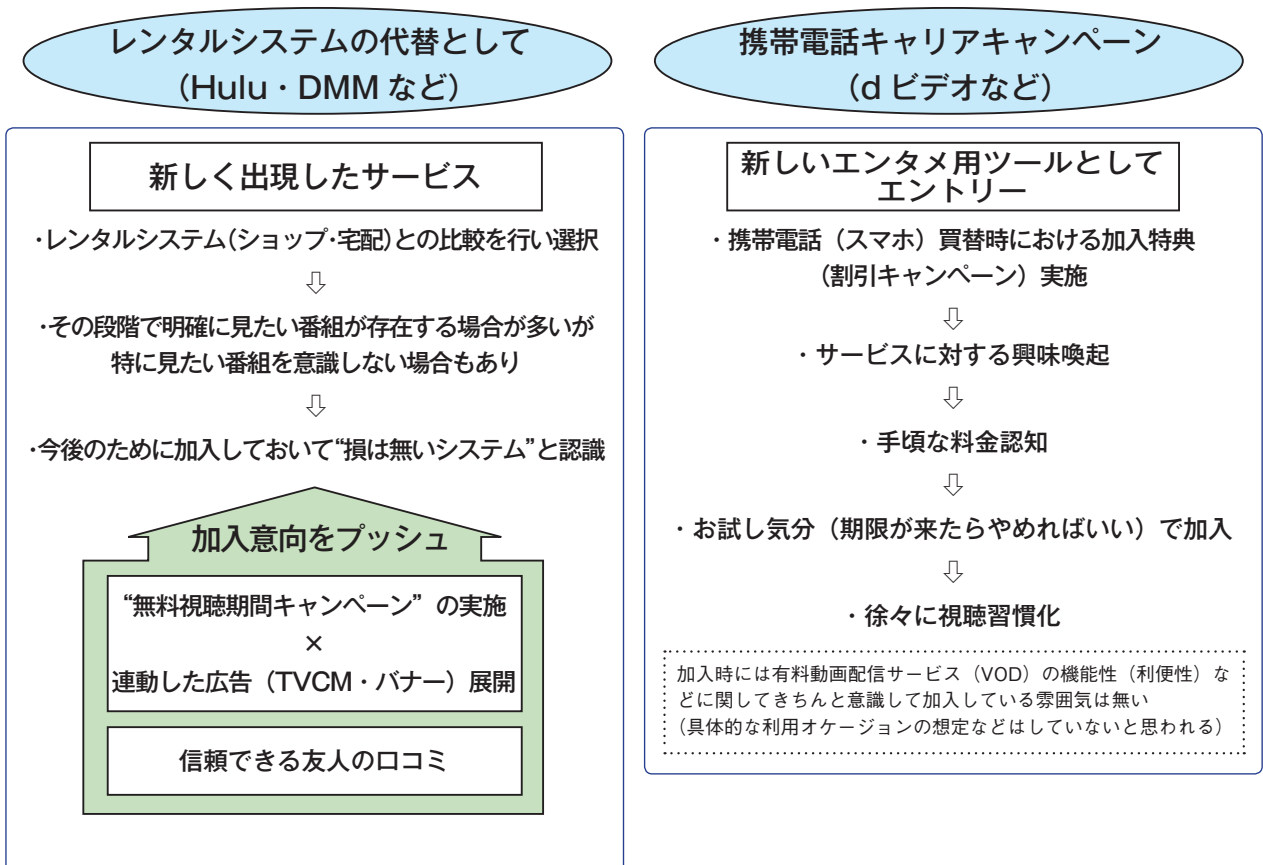 レンタルシステムの代替として
（Hulu・DMM など）
新しく出現したサービス
・レンタルシステム（ショップ・宅配）との比較を行い選択
⇩
・その段階で明確に見たい番組が存在する場合が多いが
特に見たい番組を意識しない場合もあり
⇩
・今後のために加入しておいて“損は無いシステム”と認識
加入意向をプッシュ
“無料視聴期間キャンペーン”の実施
×
連動した広告（TVCM・バナー）展開
信頼できる友人の口コミ
携帯電話キャリアキャンペーン
（d ビデオなど）
新しいエンタメ用ツールとして
エントリー
・携帯電話（スマホ）買替時における加入特典
（割引キャンペーン）実施
⇩
・サービスに対する興味喚起
⇩
・手頃な料金認知
⇩
・お試し気分（期限が来たらやめればいい）で加入
⇩
・徐々に視聴習慣化
加入時には有料動画配信サービス（VOD）の機能性（利便性）な
どに関してきちんと意識して加入している雰囲気は無い
（具体的な利用オケージョンの想定などはしていないと思われる）